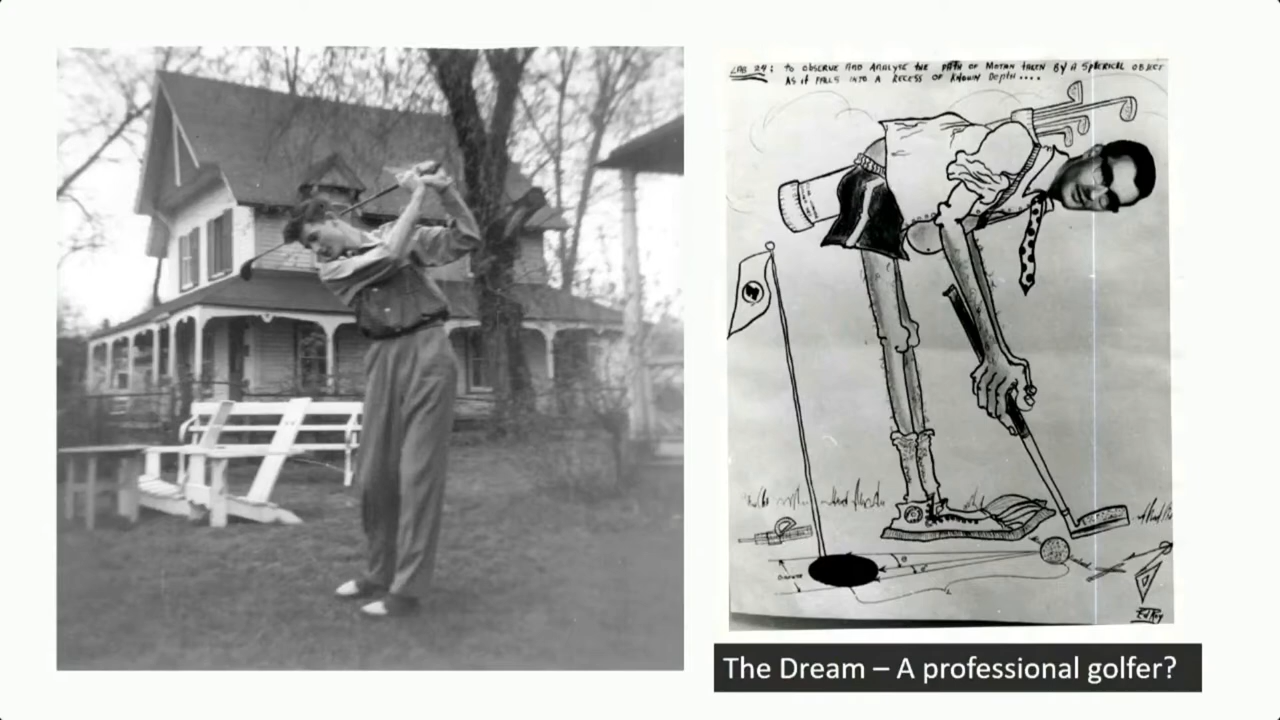 LAB 24: TO OBSERVE AND ANALYSE THE PATH OF MOTION TAKEN BY A SPERICAL OBJECT
AS IT FALLS INTO A RECESS OF KNOWN DEPTH....
The Dream – A professional golfer?